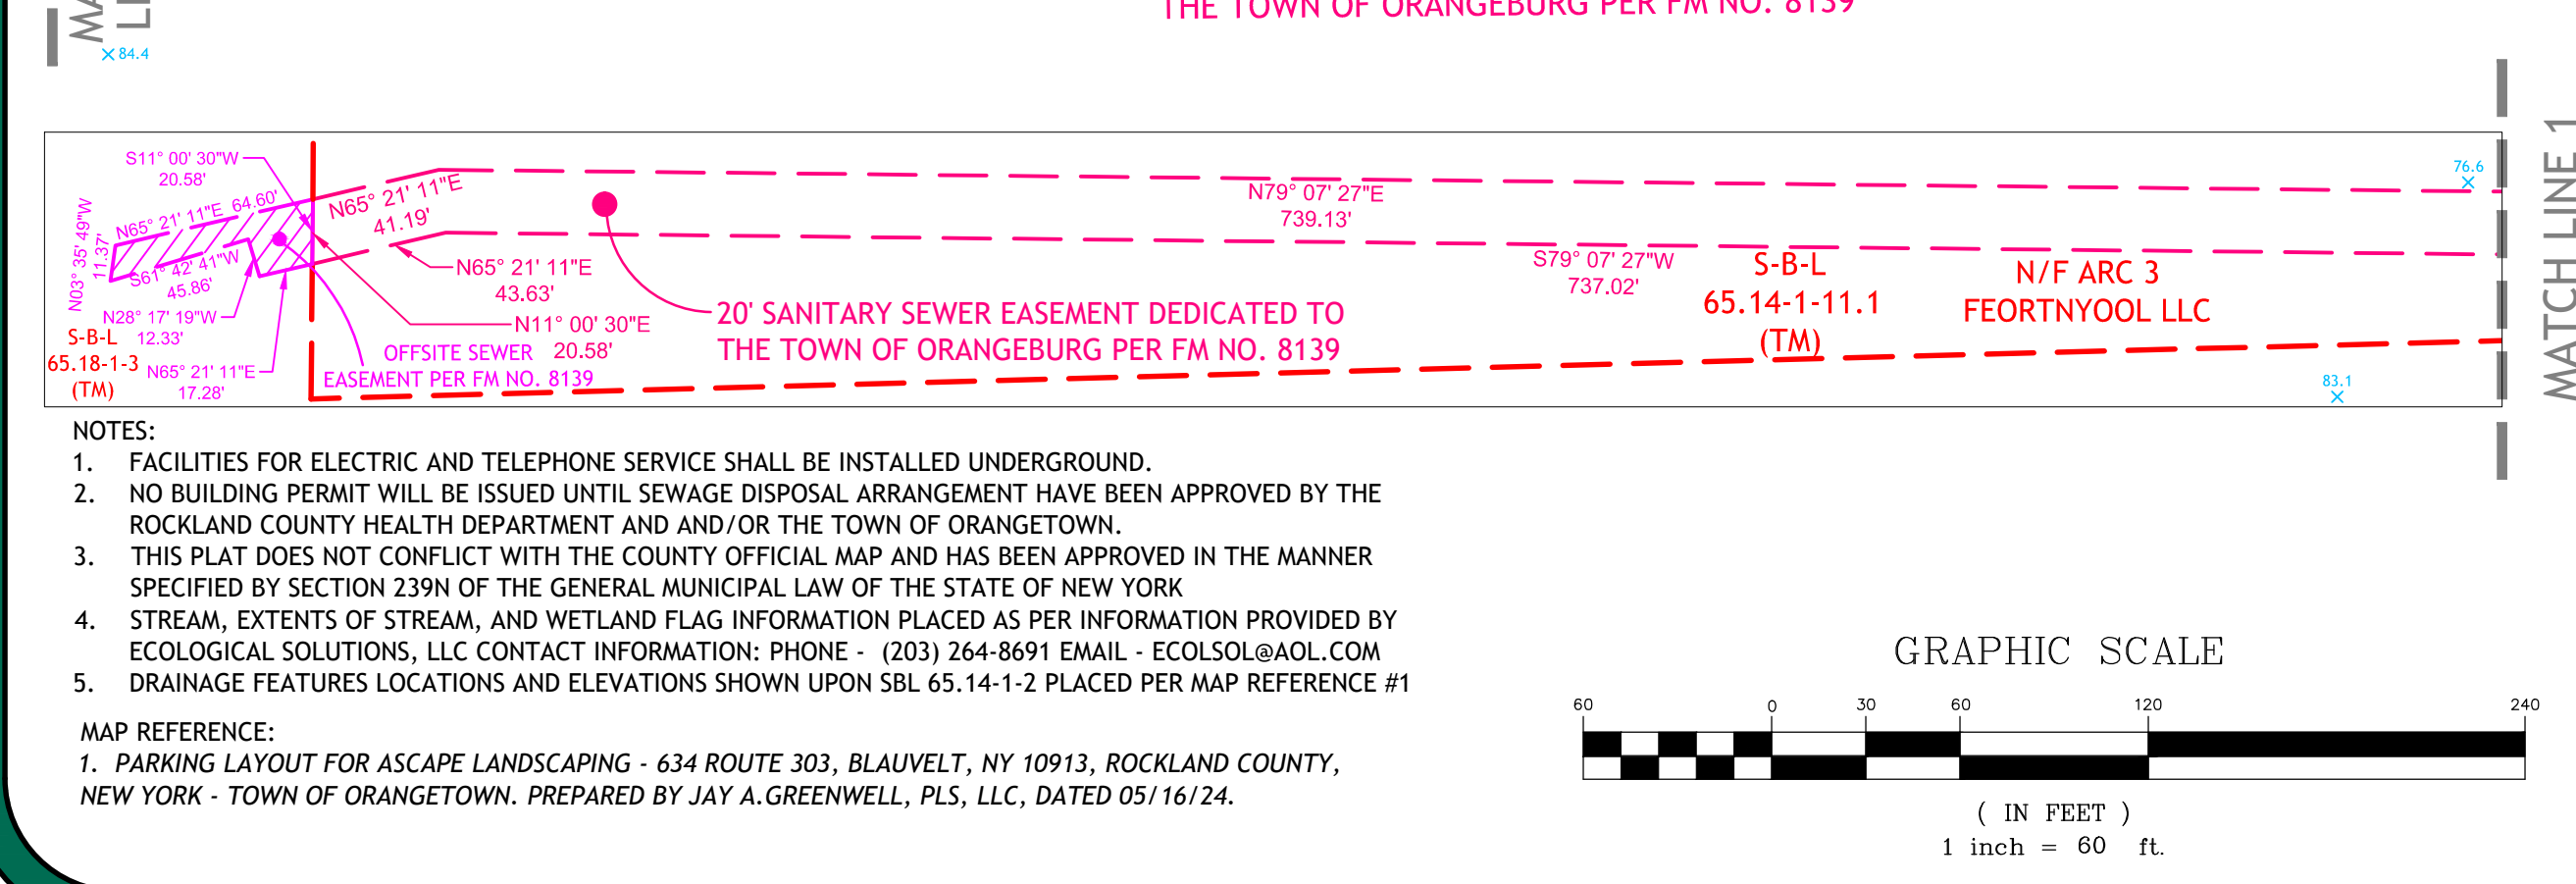 THE TOWN OF ORANGEBURG PER FM NO. 8139
84.4
S11° 00' 30"W
20.58'
N65° 21' 11"E 64.60'
N03° 35' 49"W
11.37'
S61° 42' 41"W
45.86'
N28° 17' 19"W
12.33'
S-B-L
65.18-1-3
(TM)
N65° 21' 11"E
17.28'
N65° 21' 11"E
41.19'
N65° 21' 11"E
43.63'
N11° 00' 30"E
20.58'
OFFSITE SEWER
EASEMENT PER FM NO. 8139
20' SANITARY SEWER EASEMENT DEDICATED TO
THE TOWN OF ORANGEBURG PER FM NO. 8139
N79° 07' 27"E
739.13'
S79° 07' 27"W
737.02'
S-B-L
65.14-1-11.1
(TM)
N/F ARC 3
FEORTNYOOL LLC
76.6
83.1
MATCH LINE 1
NOTES:
1. FACILITIES FOR ELECTRIC AND TELEPHONE SERVICE SHALL BE INSTALLED UNDERGROUND.
2. NO BUILDING PERMIT WILL BE ISSUED UNTIL SEWAGE DISPOSAL ARRANGEMENT HAVE BEEN APPROVED BY THE
ROCKLAND COUNTY HEALTH DEPARTMENT AND AND/OR THE TOWN OF ORANGETOWN.
3. THIS PLAT DOES NOT CONFLICT WITH THE COUNTY OFFICIAL MAP AND HAS BEEN APPROVED IN THE MANNER
SPECIFIED BY SECTION 239N OF THE GENERAL MUNICIPAL LAW OF THE STATE OF NEW YORK
4. STREAM, EXTENTS OF STREAM, AND WETLAND FLAG INFORMATION PLACED AS PER INFORMATION PROVIDED BY
ECOLOGICAL SOLUTIONS, LLC CONTACT INFORMATION: PHONE - (203) 264-8691 EMAIL - ECOLSOL@AOL.COM
5. DRAINAGE FEATURES LOCATIONS AND ELEVATIONS SHOWN UPON SBL 65.14-1-2 PLACED PER MAP REFERENCE #1
MAP REFERENCE:
1. PARKING LAYOUT FOR ASCAPE LANDSCAPING - 634 ROUTE 303, BLAUVELT, NY 10913, ROCKLAND COUNTY,
NEW YORK - TOWN OF ORANGETOWN. PREPARED BY JAY A.GREENWELL, PLS, LLC, DATED 05/16/24.
GRAPHIC SCALE
60 0 30 60 120 240
( IN FEET )
1 inch = 60 ft.